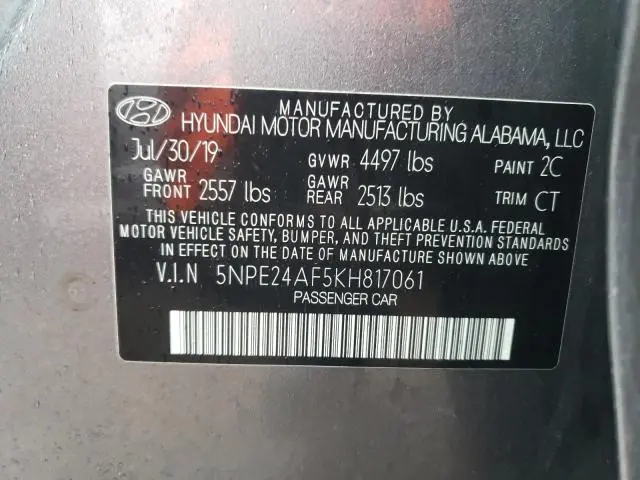 MANUFACTURED BY
HYUNDAI MOTOR MANUFACTURING ALABAMA, LLC
Jul/30/19 GVWR 4497 lbs PAINT 2C
GAWR FRONT 2557 lbs GAWR REAR 2513 lbs TRIM CT
THIS VEHICLE CONFORMS TO ALL APPLICABLE U.S.A. FEDERAL
MOTOR VEHICLE SAFETY, BUMPER, AND THEFT PREVENTION STANDARDS
IN EFFECT ON THE DATE OF MANUFACTURE SHOWN ABOVE.
V.I.N 5NPE24AF5KH817061
PASSENGER CAR